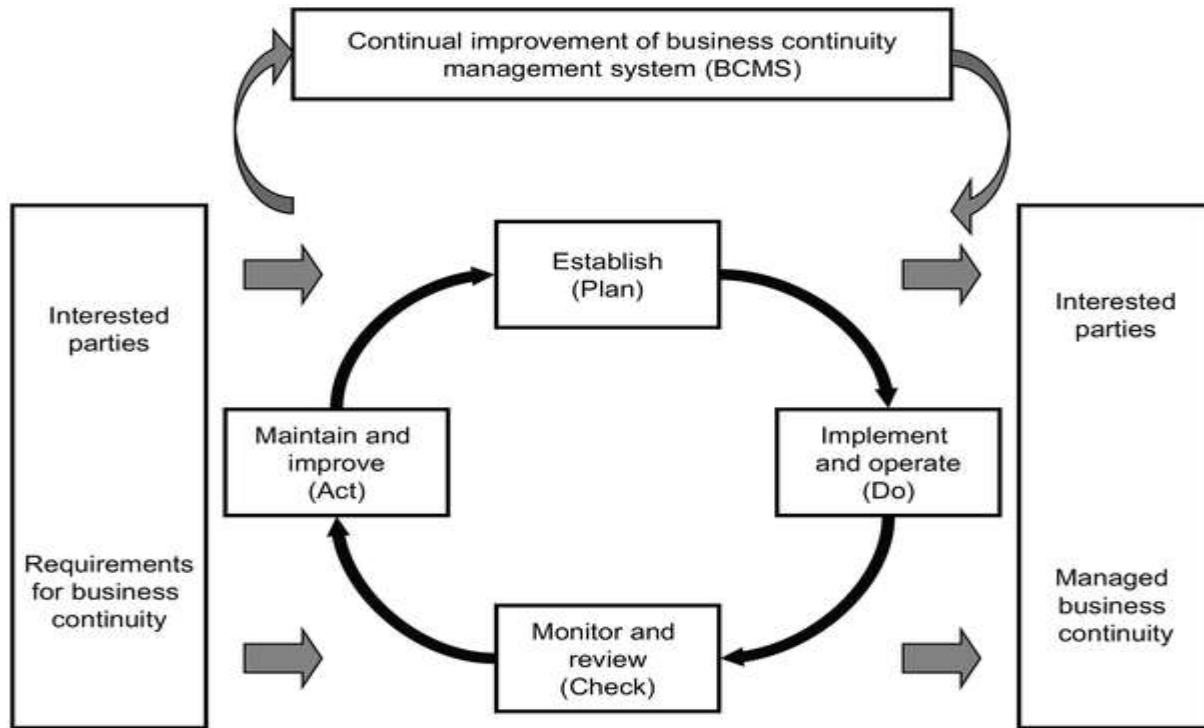 Continual improvement of business continuity
management system (BCMS)
Establish
(Plan)
Interested
parties
Interested
parties
Maintain and
improve
(Act)
Implement
and operate
(Do)
Requirements
for business
continuity
Managed
business
continuity
Monitor and
review
(Check)